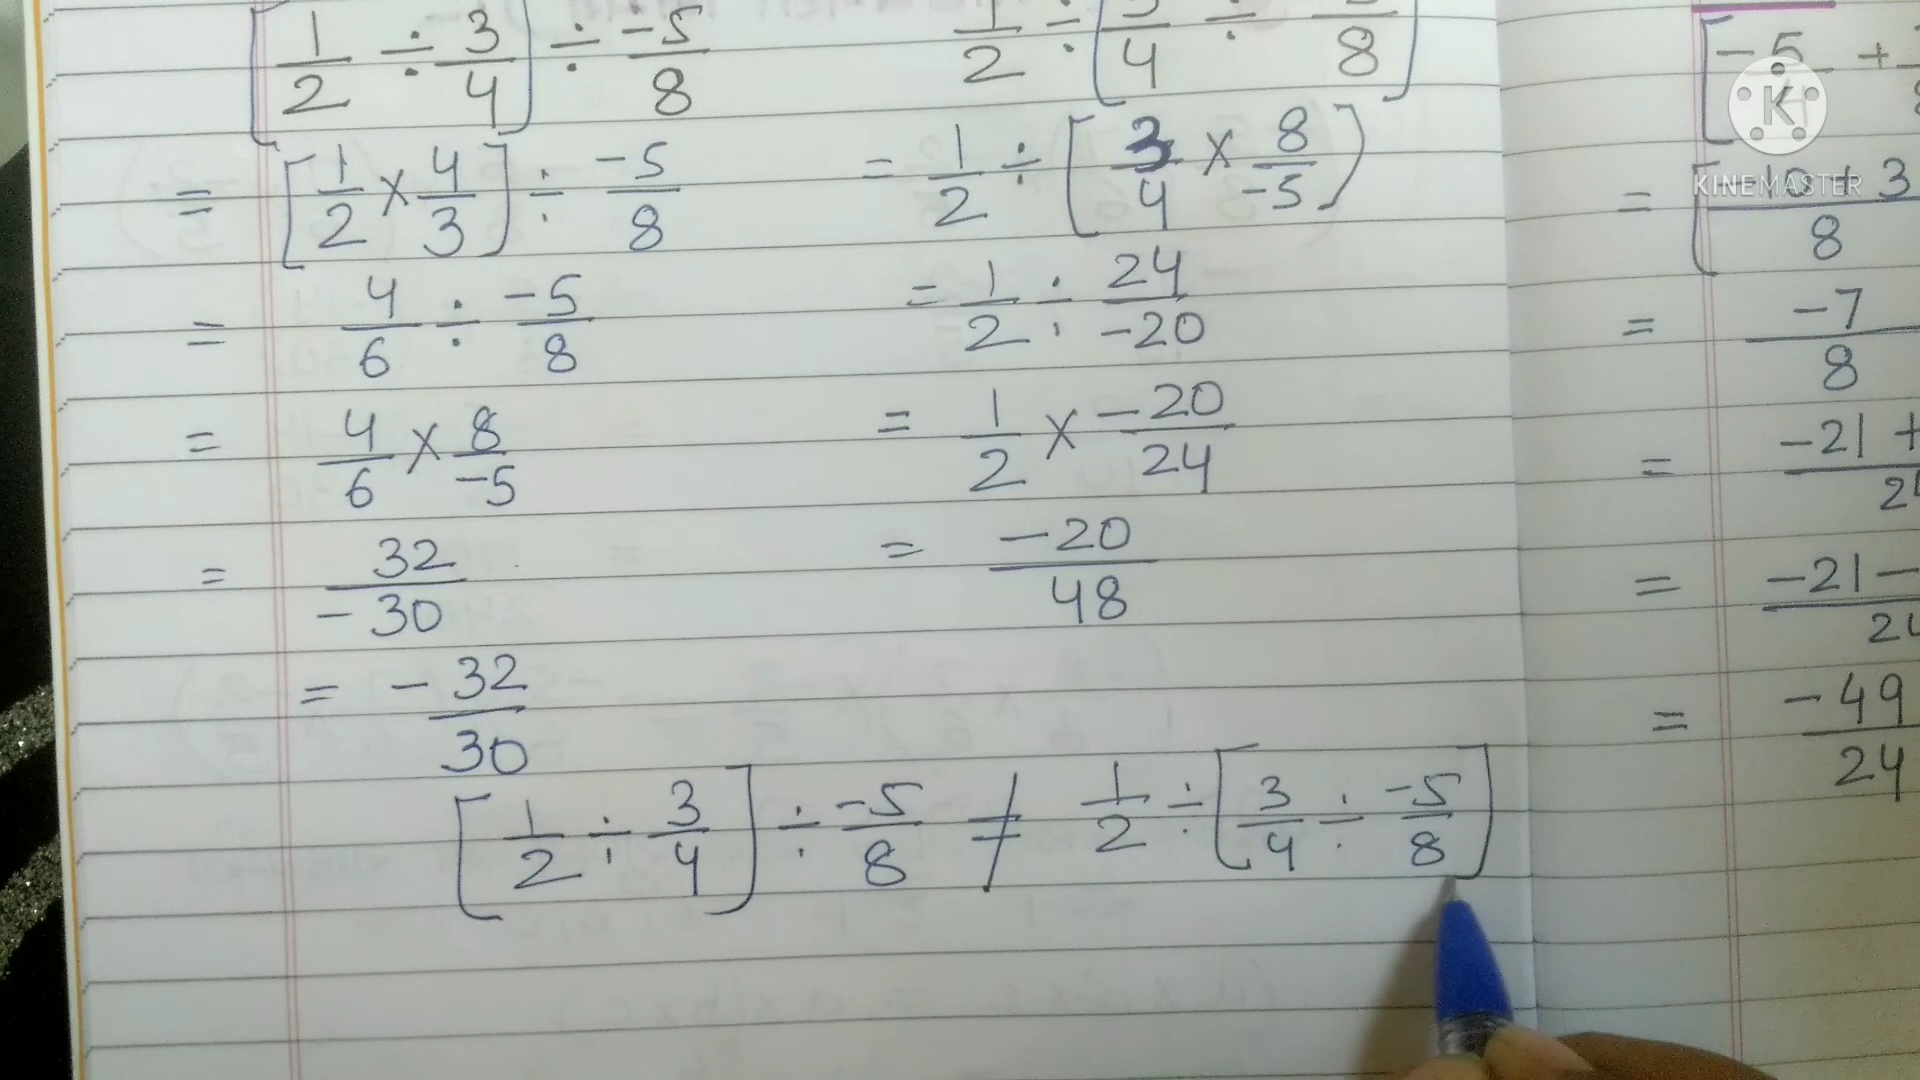 [1/2 ÷ 3/4] ÷ -5/8
= [1/2 × 4/3] ÷ -5/8
= 4/6 ÷ -5/8
= 4/6 × 8/-5
= 32/-30
= -32/30
1/2 ÷ [3/4 ÷ /8]
= 1/2 ÷ [3/4 × 8/-5)
= 1/2 ÷ 24/-20
= 1/2 × -20/24
= -20/48
[1/2 ÷ 3/4] ÷ -5/8 ≠ 1/2 ÷ [3/4 ÷ -5/8]
K
KINEMASTER
= -7/8
= -49/24